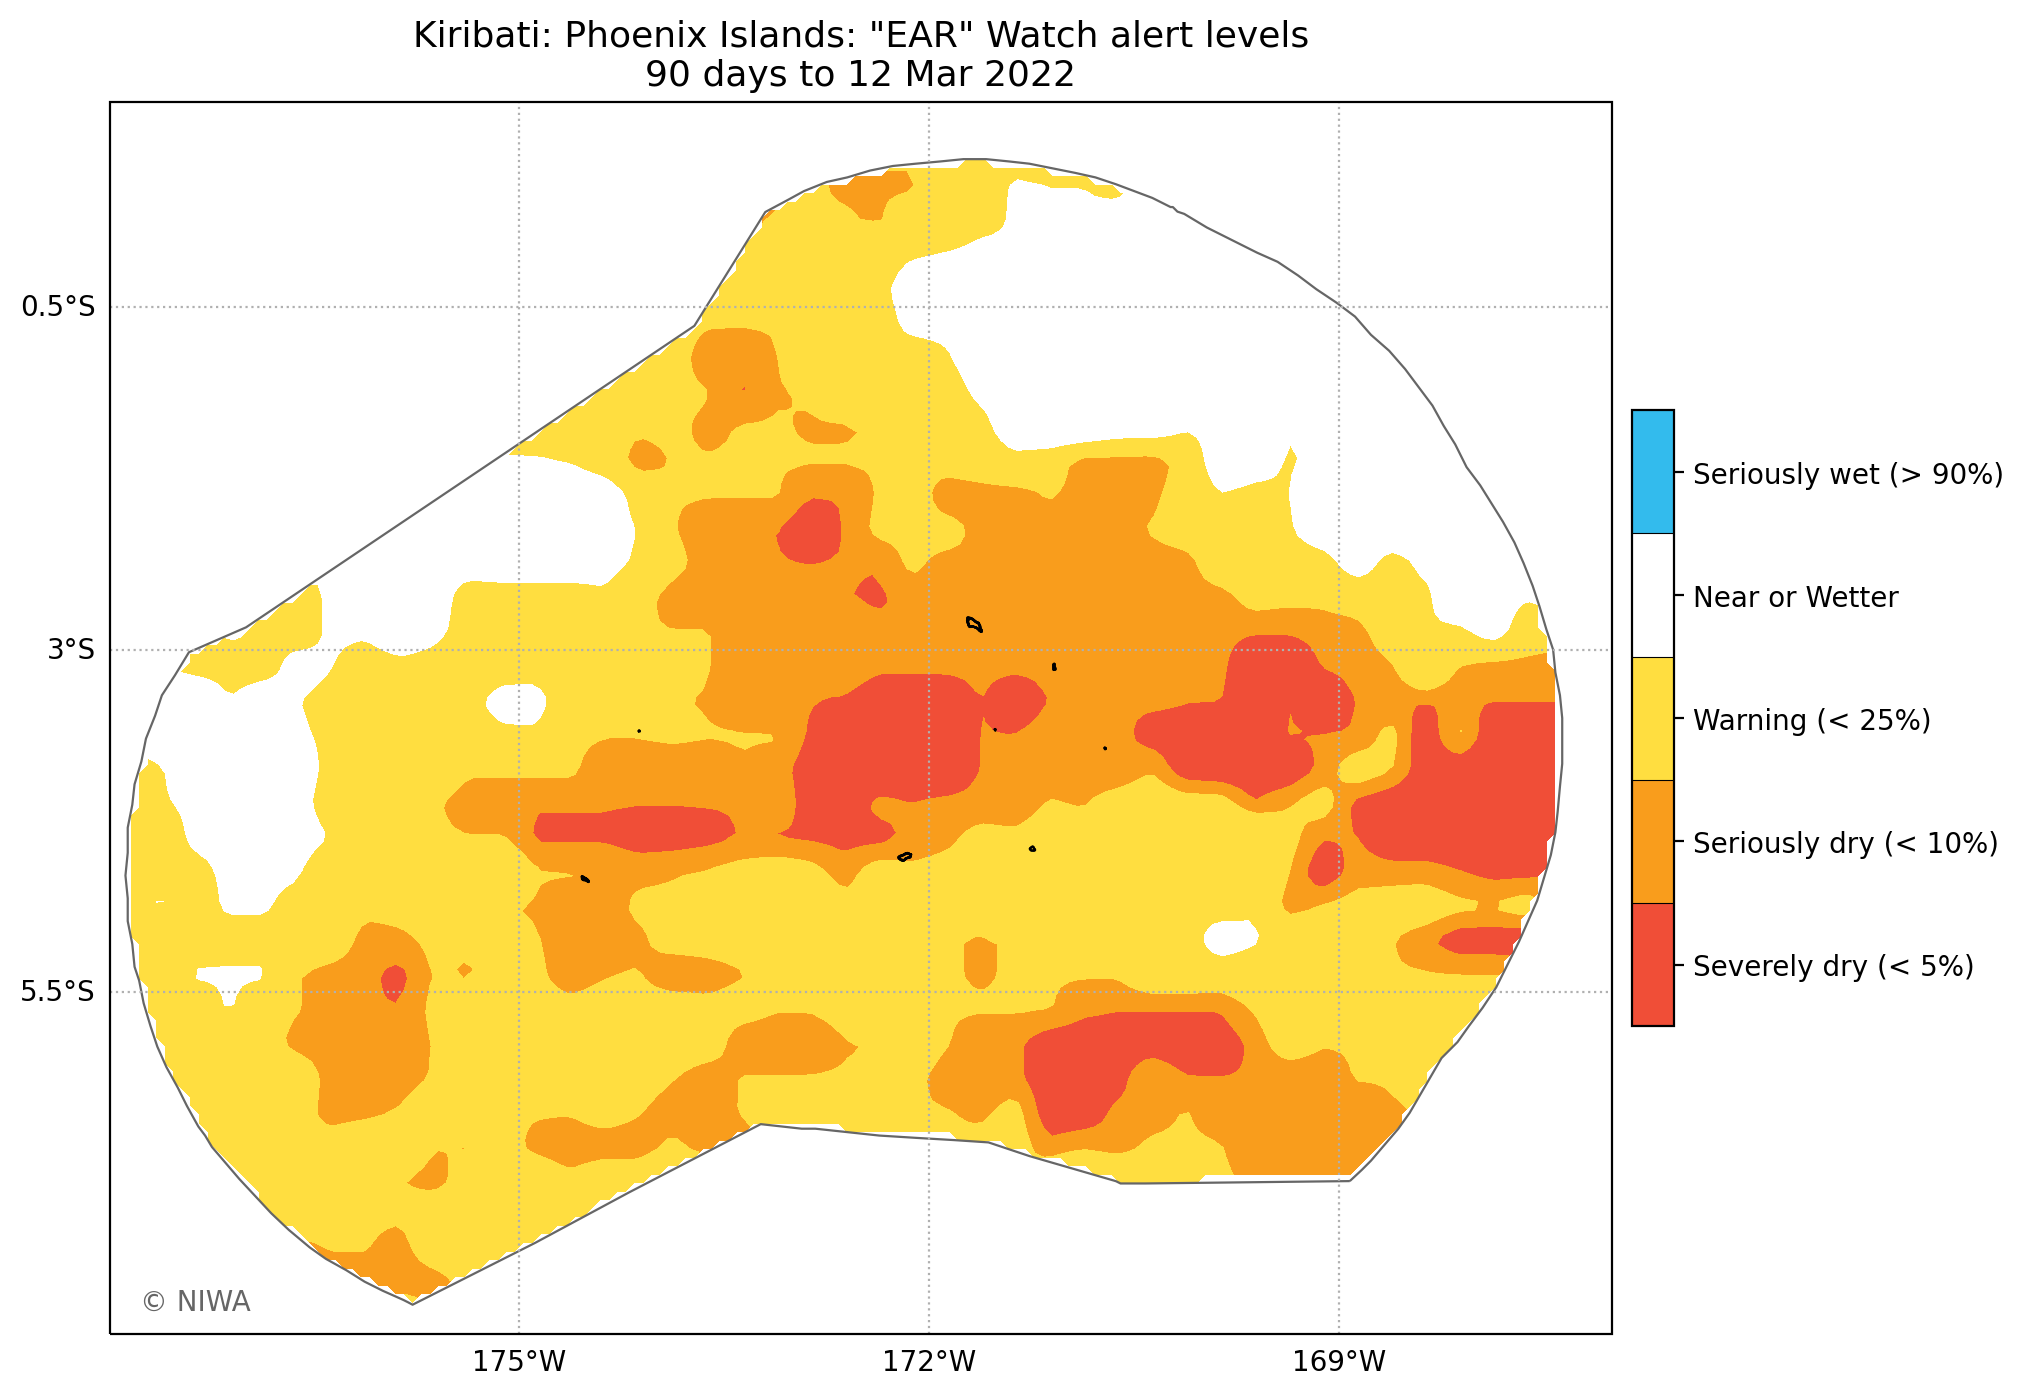 Kiribati: Phoenix Islands: "EAR" Watch alert levels
90 days to 12 Mar 2022
0.5°S
3°S
5.5°S
175°W
172°W
169°W
Seriously wet (> 90%)
Near or Wetter
Warning (< 25%)
Seriously dry (< 10%)
Severely dry (< 5%)
© NIWA